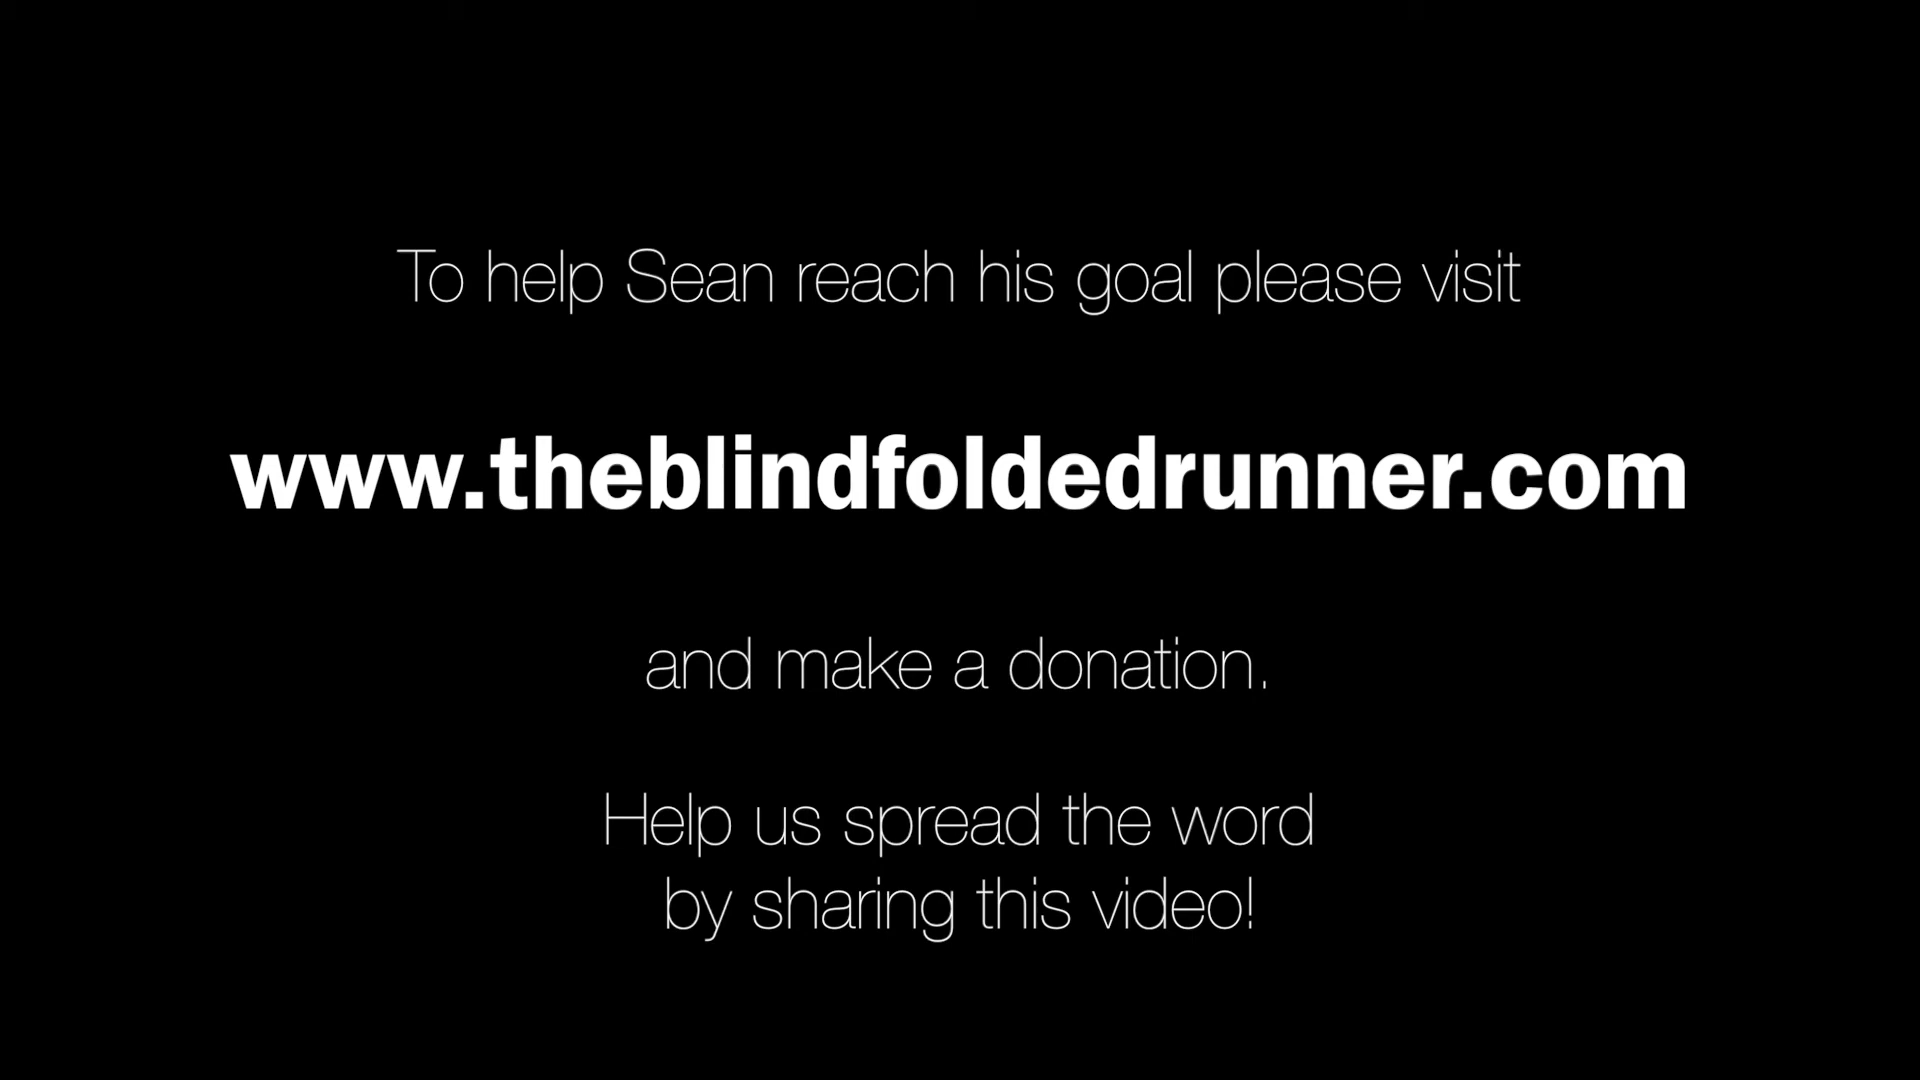 To help Sean reach his goal please visit
www.theblindfoldedrunner.com
and make a donation.
Help us spread the word
by sharing this video!